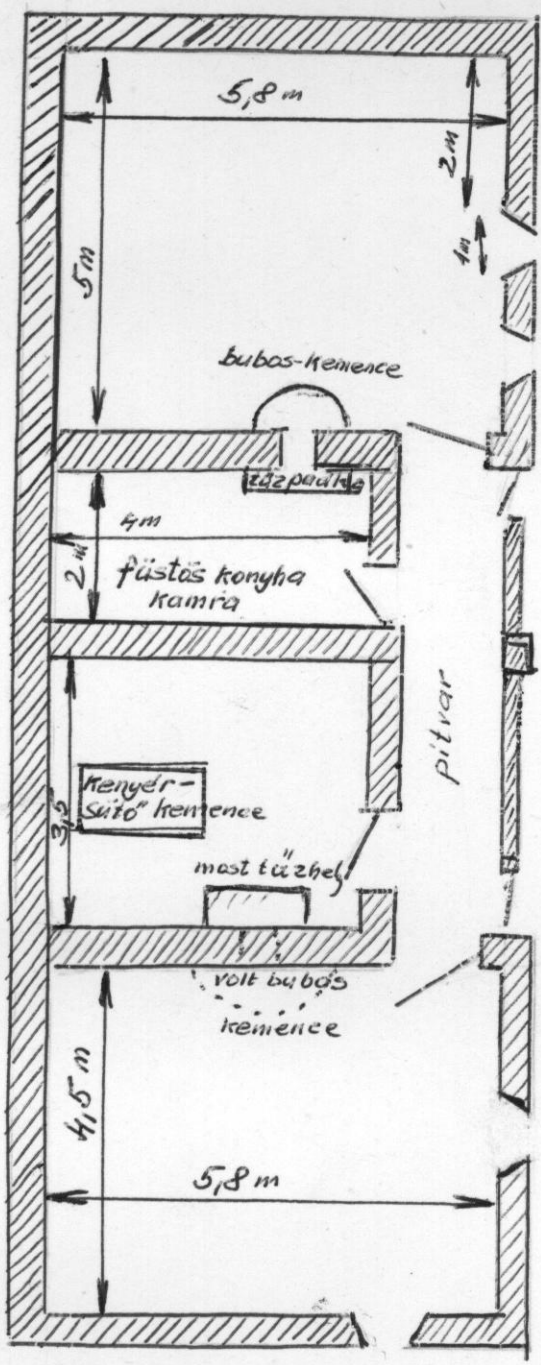 5,8 m
2m
1m
5m
bubos-kemence
tűzpadka
4m
2m
füstös konyha
kamra
pitvar
3,5
kenyér-
sütő kemence
most tűzhely
volt bubos
kemence
4,5 m
5,8 m